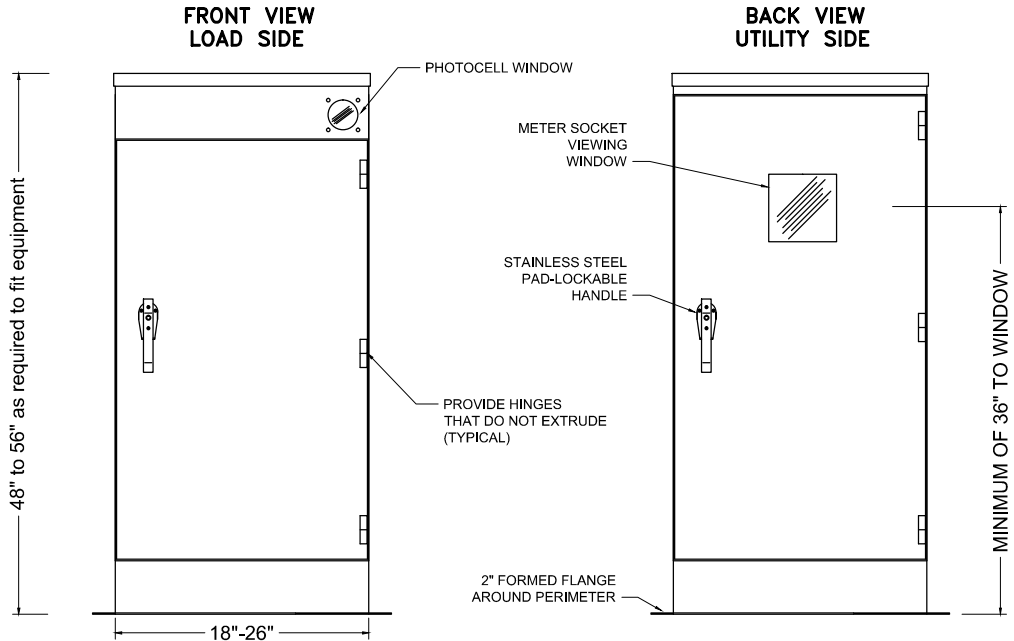 FRONT VIEW
LOAD SIDE
BACK VIEW
UTILITY SIDE
PHOTOCELL WINDOW
METER SOCKET
VIEWING
WINDOW
STAINLESS STEEL
PAD-LOCKABLE
HANDLE
PROVIDE HINGES
THAT DO NOT EXTRUDE
(TYPICAL)
2" FORMED FLANGE
AROUND PERIMETER
48" to 56" as required to fit equipment
18"-26"
MINIMUM OF 36" TO WINDOW